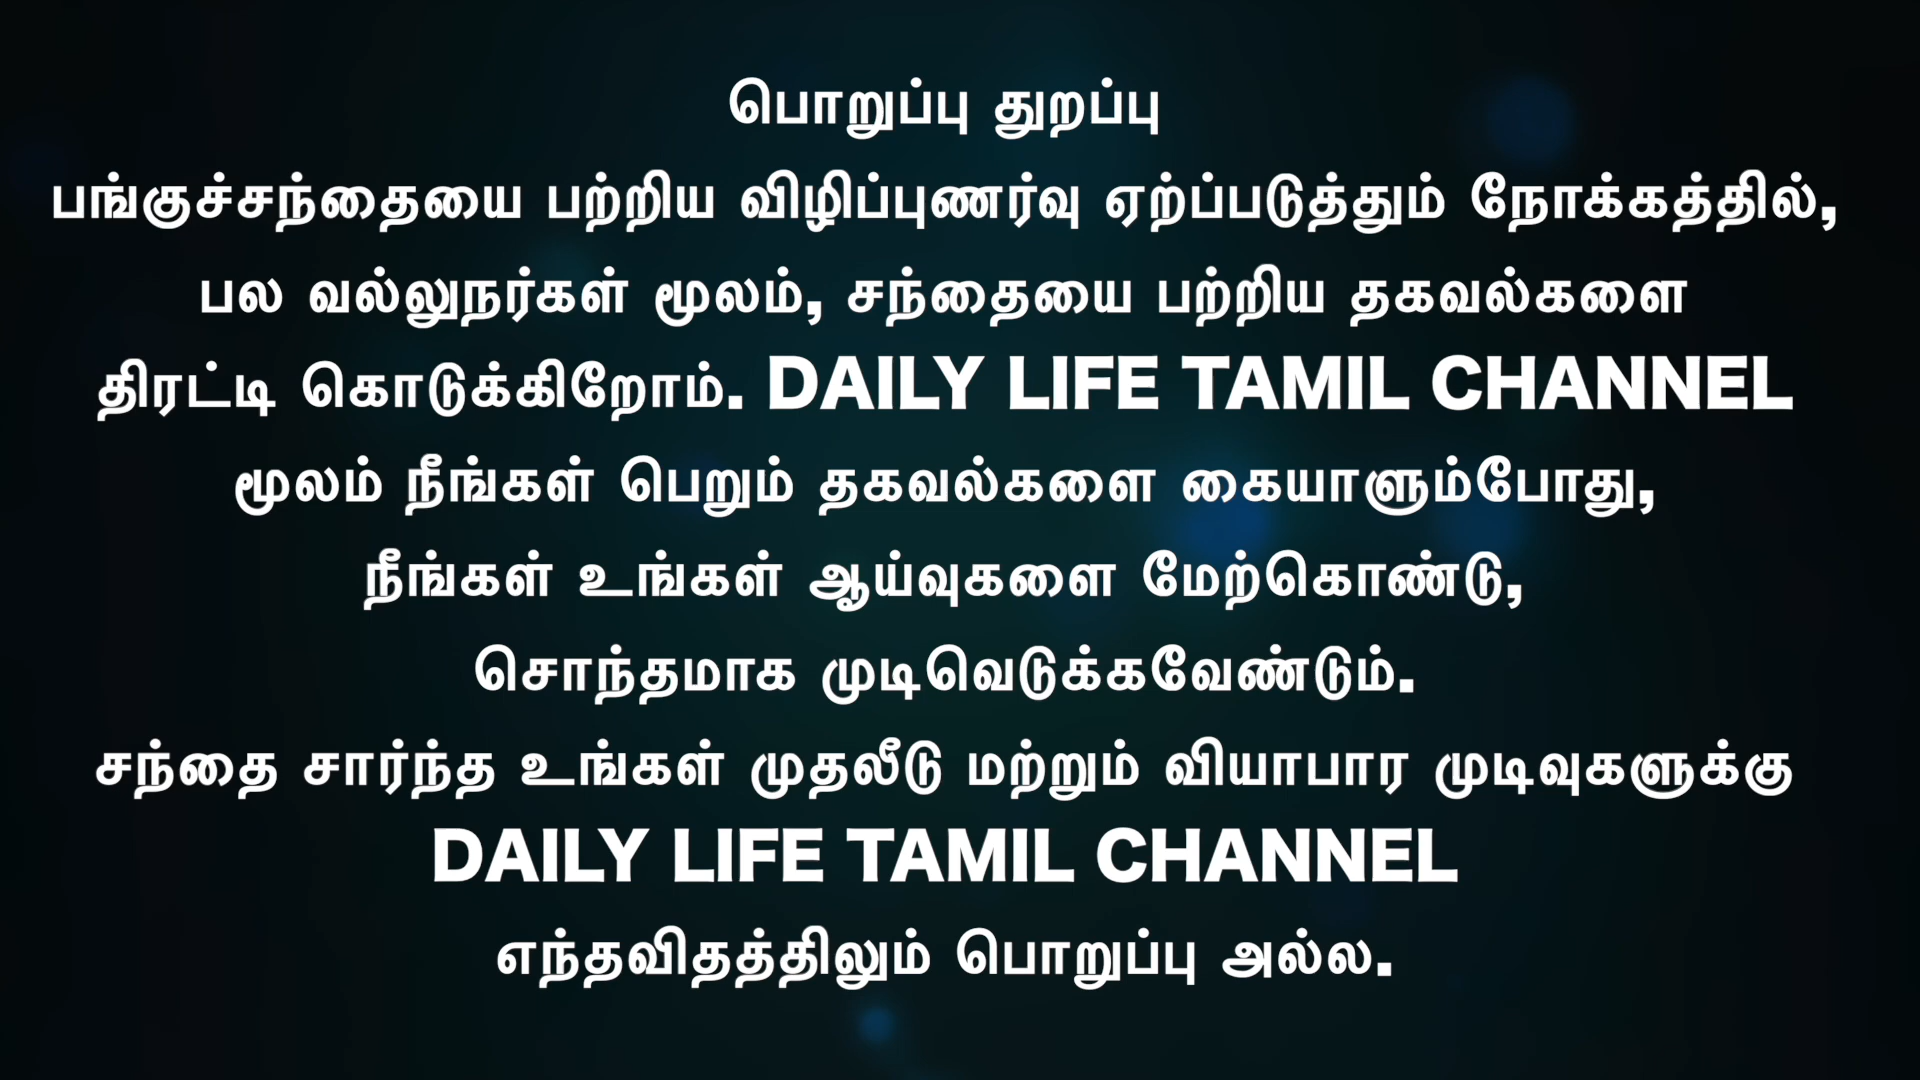 பொறுப்பு துறப்பு
பங்குச்சந்தையை பற்றிய விழிப்புணர்வு ஏற்ப்படுத்தும் நோக்கத்தில்,
பல வல்லுநர்கள் மூலம், சந்தையை பற்றிய தகவல்களை
திரட்டி கொடுக்கிறோம். DAILY LIFE TAMIL CHANNEL
மூலம் நீங்கள் பெறும் தகவல்களை கையாளும்போது,
நீங்கள் உங்கள் ஆய்வுகளை மேற்கொண்டு,
சொந்தமாக முடிவெடுக்கவேண்டும்.
சந்தை சார்ந்த உங்கள் முதலீடு மற்றும் வியாபார முடிவுகளுக்கு
DAILY LIFE TAMIL CHANNEL
எந்தவிதத்திலும் பொறுப்பு அல்ல.